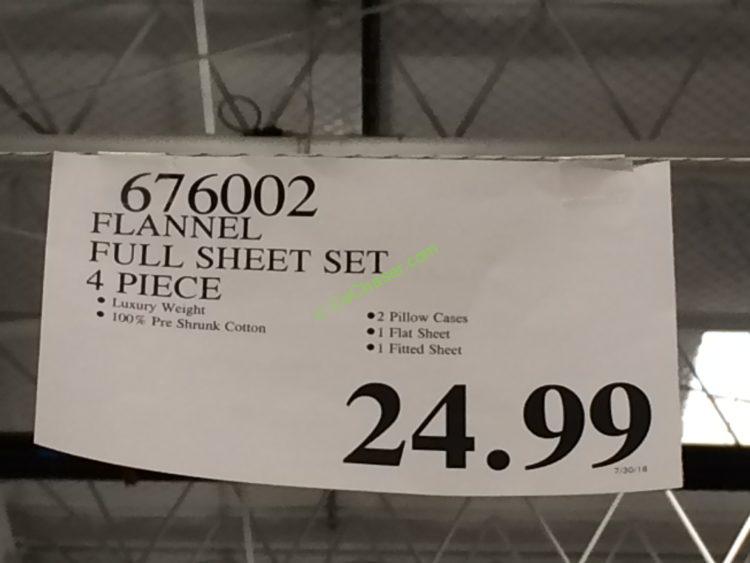 676002
FLANNEL
FULL SHEET SET
4 PIECE
• Luxury Weight
• 100% Pre Shrunk Cotton
• 2 Pillow Cases
• 1 Flat Sheet
• 1 Fitted Sheet
24.99
7/30/18